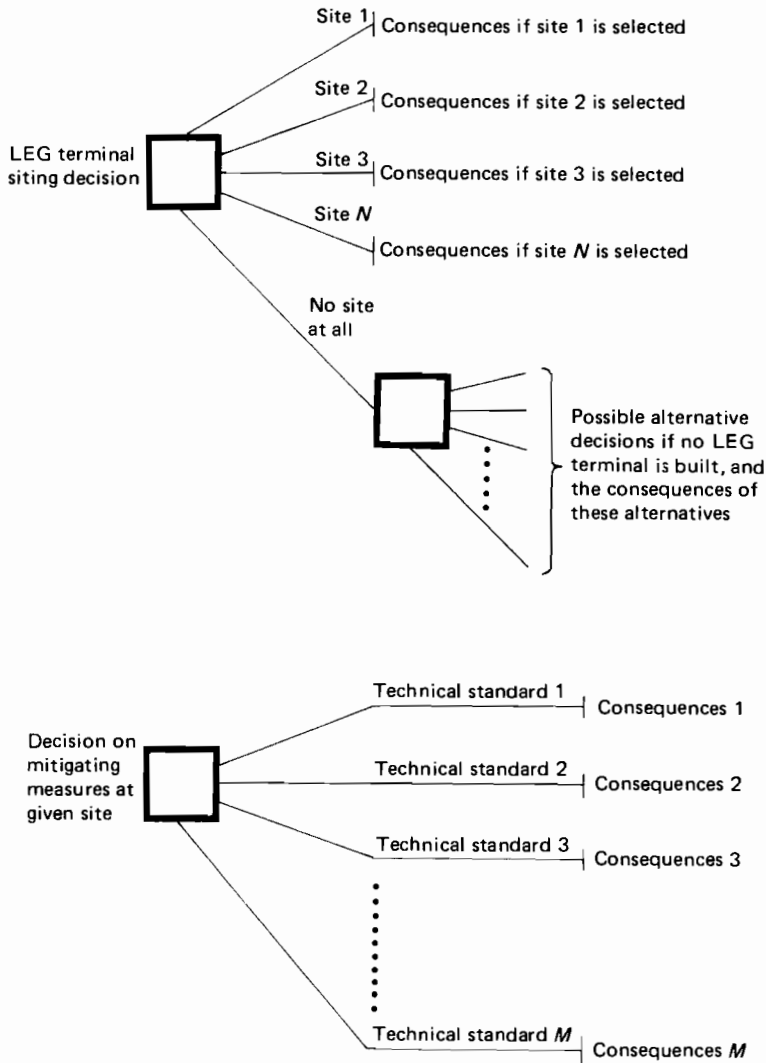 Site 1
Consequences if site 1 is selected
Site 2
Consequences if site 2 is selected
LEG terminal
siting decision
Site 3
Consequences if site 3 is selected
Site N
Consequences if site N is selected
No site
at all
Possible alternative
decisions if no LEG
terminal is built, and
the consequences of
these alternatives
Technical standard 1
Consequences 1
Decision on
mitigating
measures at
given site
Technical standard 2
Consequences 2
Technical standard 3
Consequences 3
Technical standard M
Consequences M